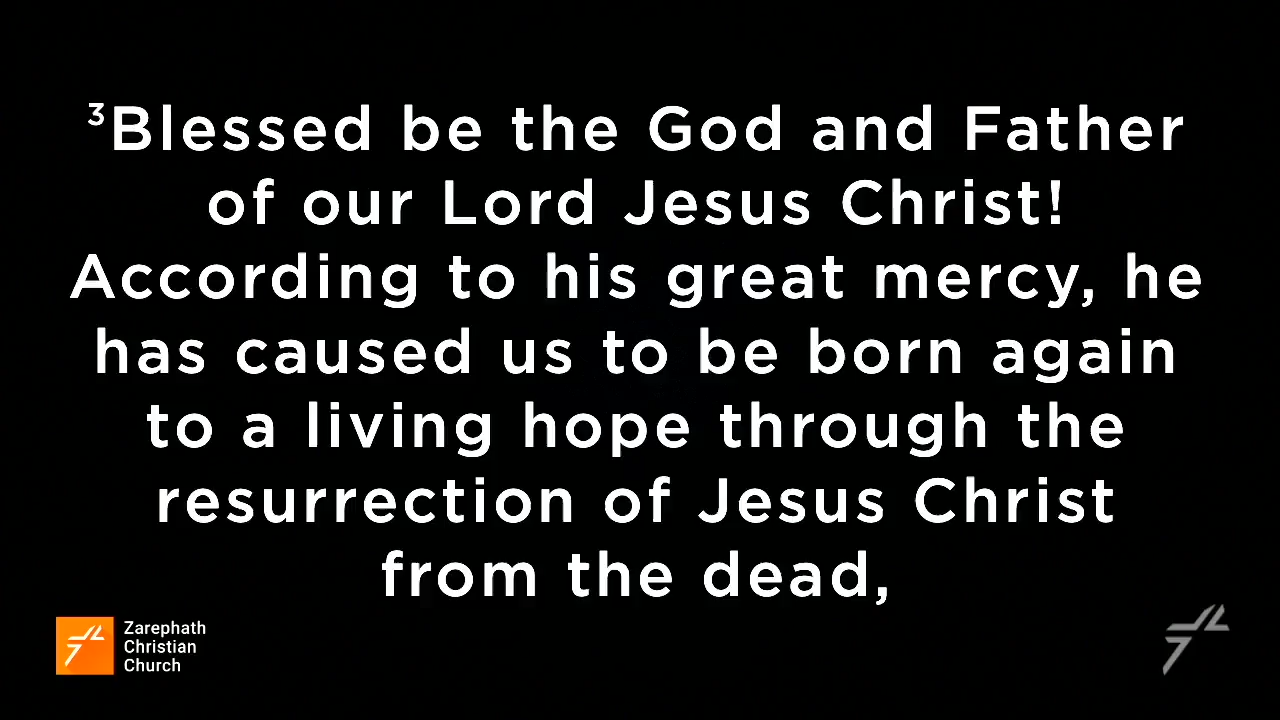 ³Blessed be the God and Father
of our Lord Jesus Christ!
According to his great mercy, he
has caused us to be born again
to a living hope through the
resurrection of Jesus Christ
from the dead,
Zarephath
Christian
Church